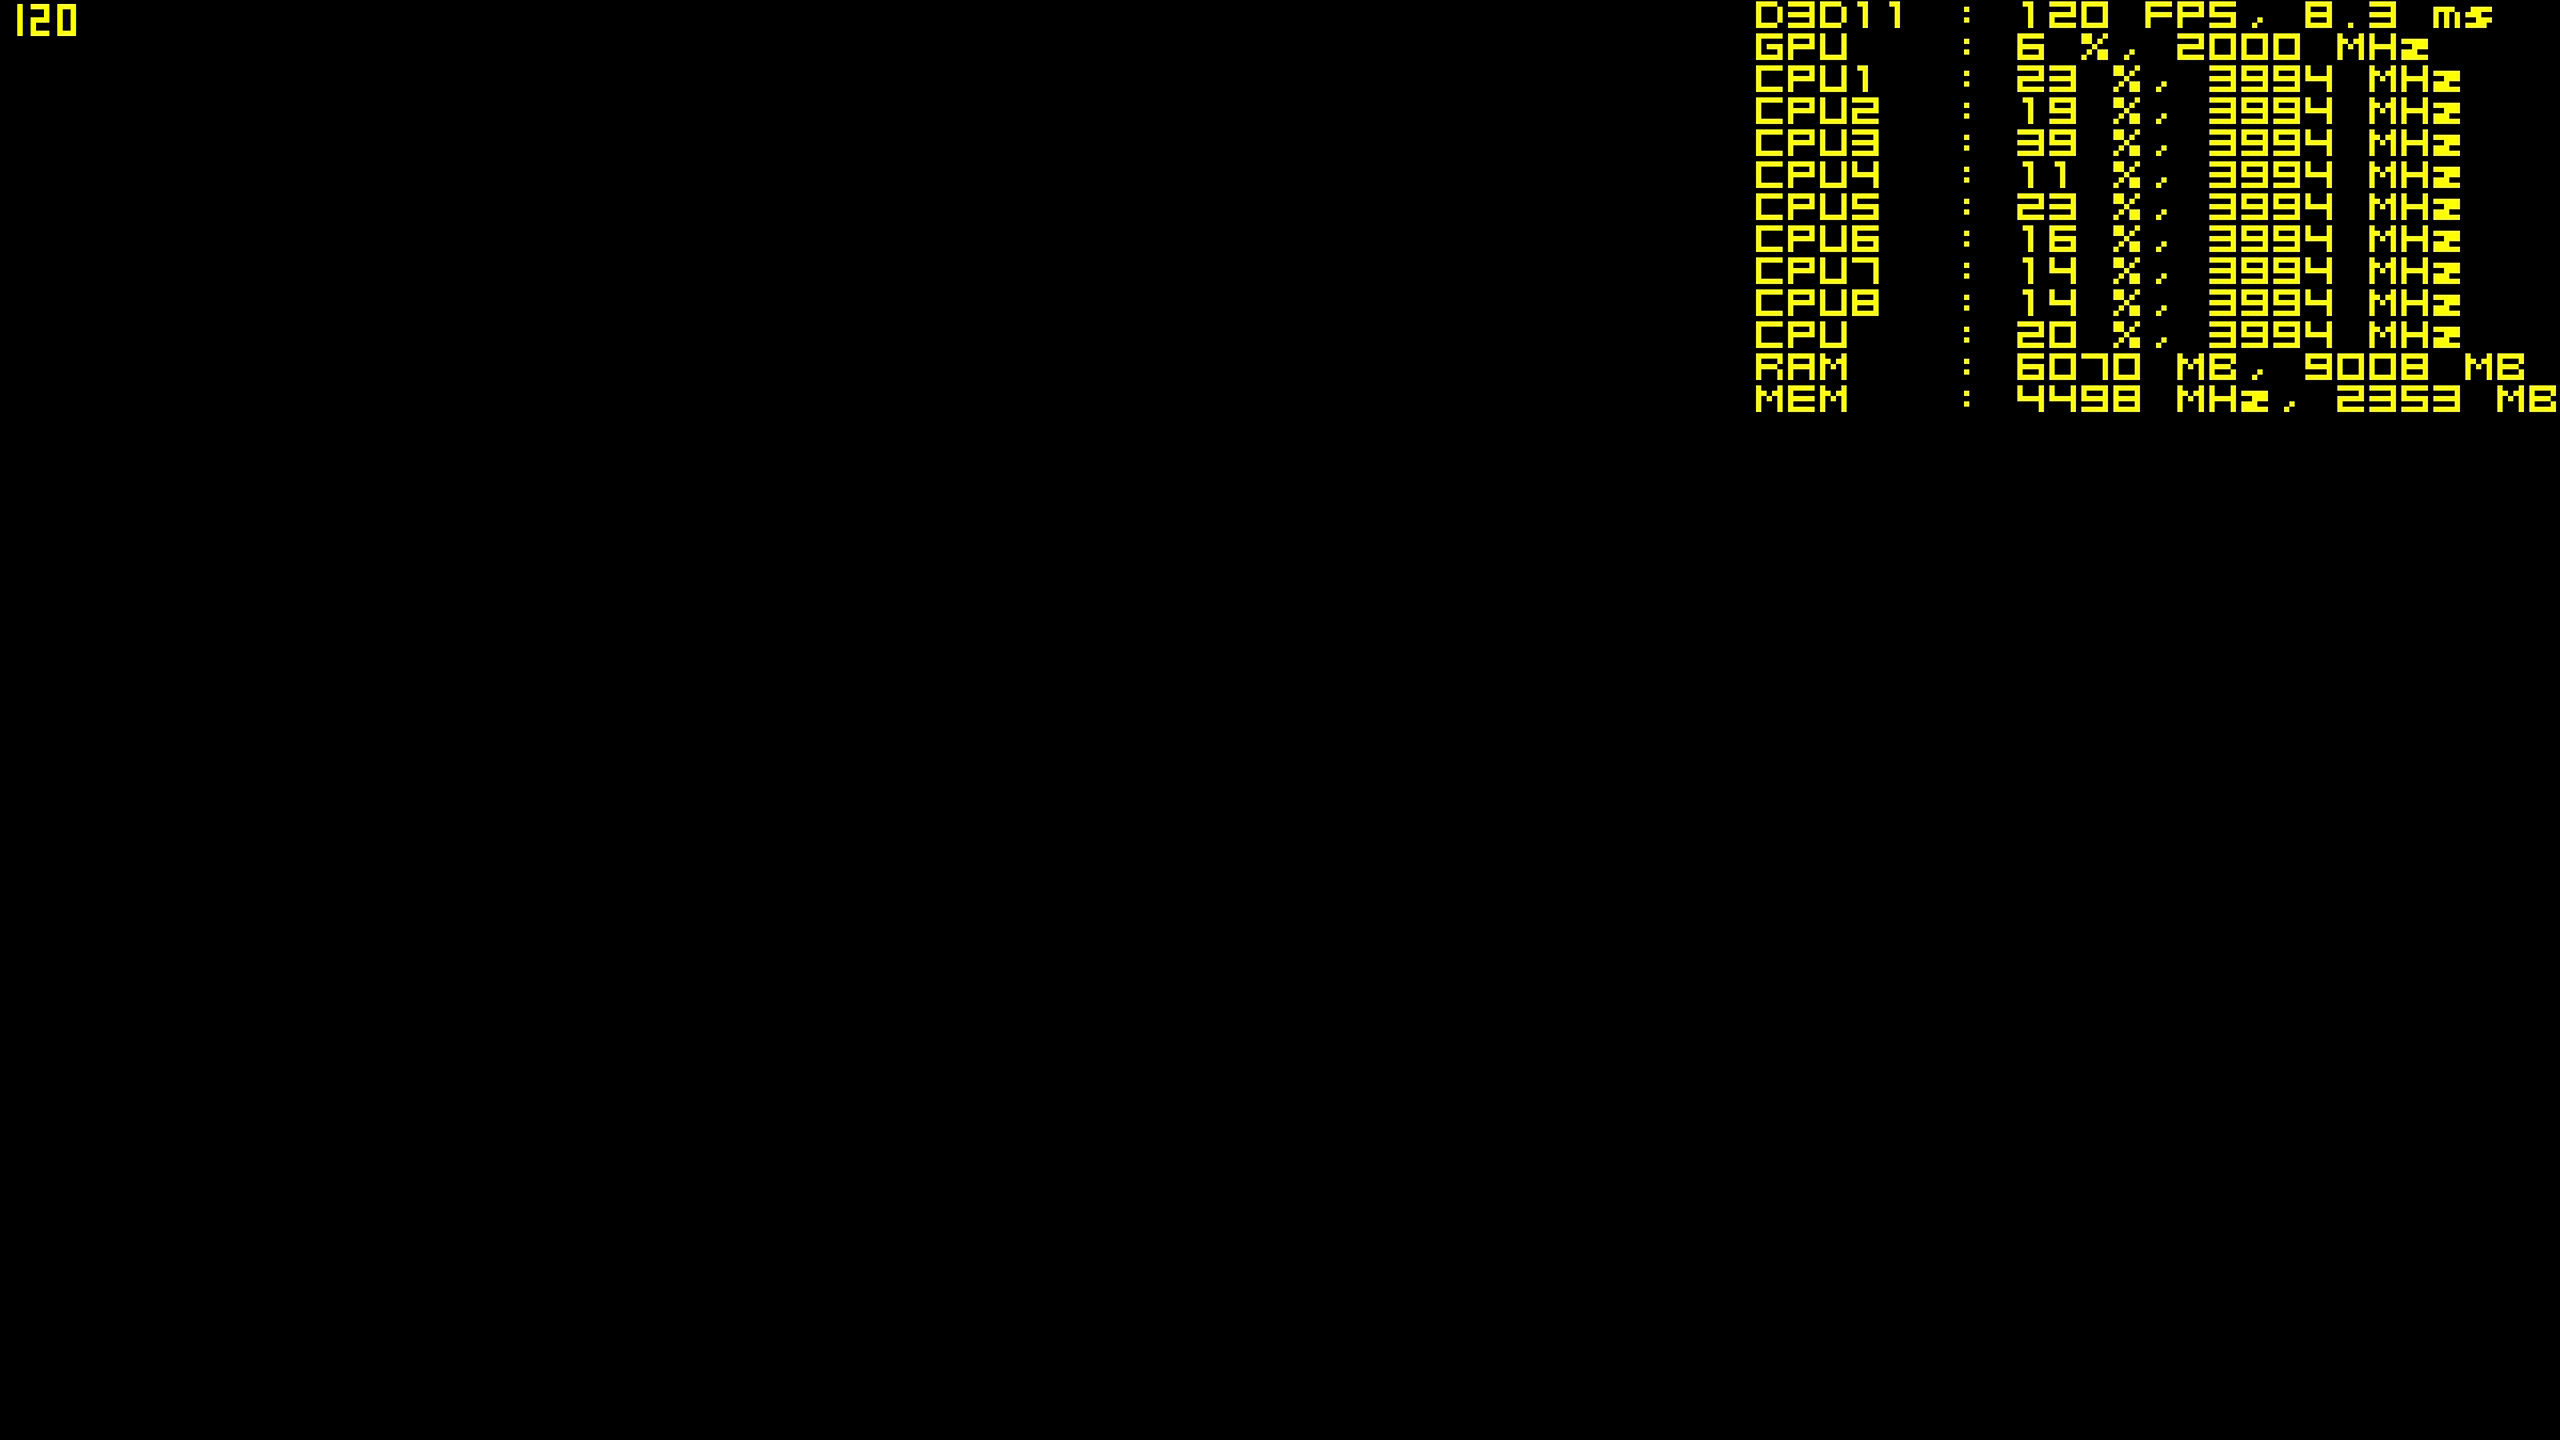 120
D3D11 : 120 FPS, 8.3 ms
GPU : 6 %, 2000 MHz
CPU1 : 23 %, 3994 MHz
CPU2 : 19 %, 3994 MHz
CPU3 : 39 %, 3994 MHz
CPU4 : 11 %, 3994 MHz
CPU5 : 23 %, 3994 MHz
CPU6 : 16 %, 3994 MHz
CPU7 : 14 %, 3994 MHz
CPU8 : 14 %, 3994 MHz
CPU : 20 %, 3994 MHz
RAM : 6070 MB, 9008 MB
MEM : 4498 MHz, 2353 MB